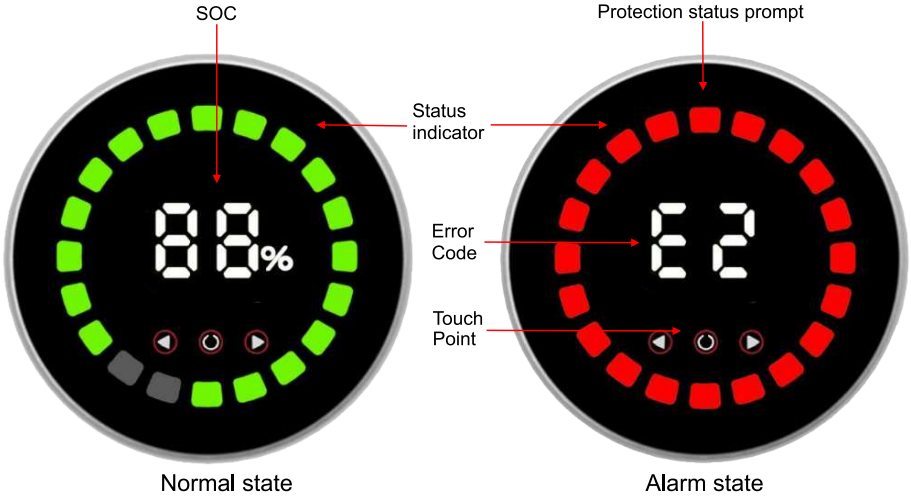 SOC
Protection status prompt
Status
indicator
88%
E2
Error
Code
Touch
Point
Normal state
Alarm state